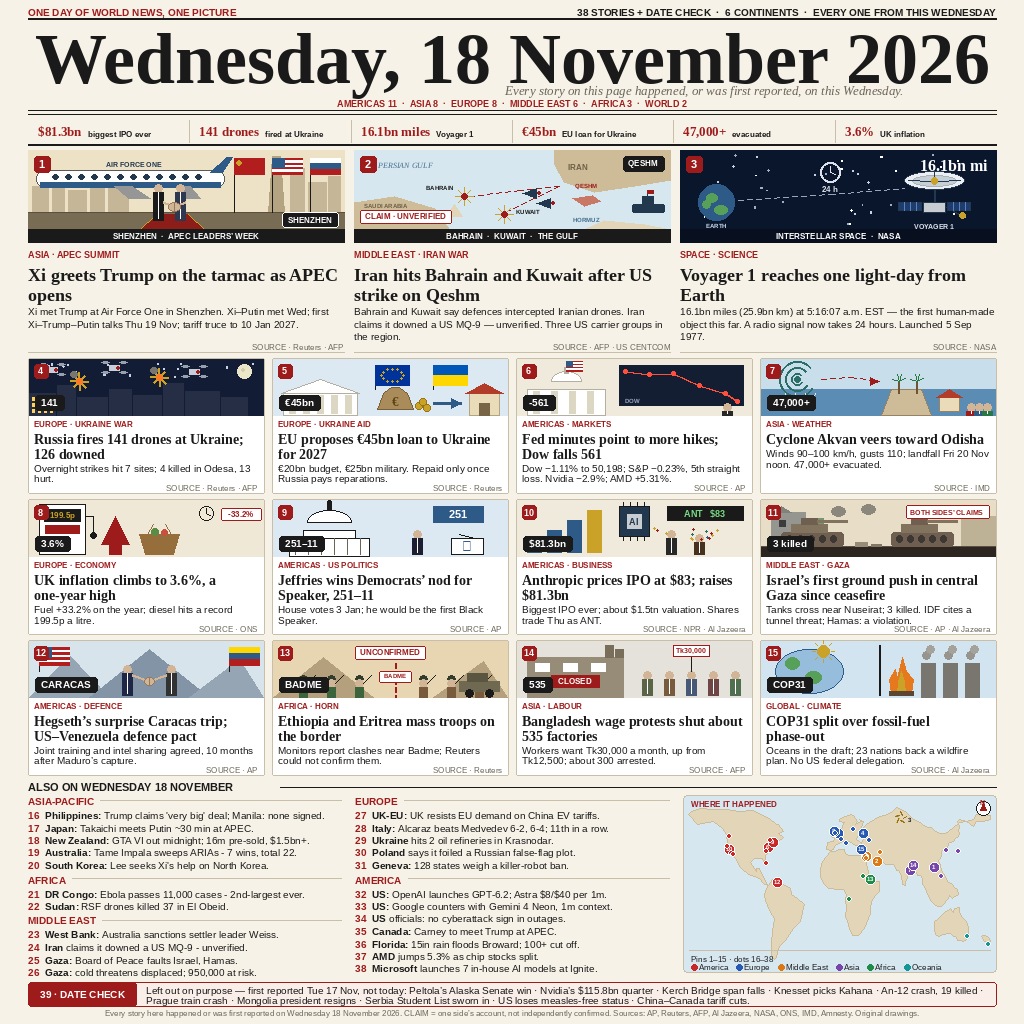 ONE DAY OF WORLD NEWS, ONE PICTURE
38 STORIES + DATE CHECK · 6 CONTINENTS · EVERY ONE FROM THIS WEDNESDAY
Wednesday, 18 November 2026
Every story on this page happened, or was first reported, on this Wednesday.
AMERICAS 11 · ASIA 8 · EUROPE 8 · MIDDLE EAST 6 · AFRICA 3 · WORLD 2
$81.3bn biggest IPO ever
141 drones fired at Ukraine
16.1bn miles Voyager 1
€45bn EU loan for Ukraine
47,000+ evacuated
3.6% UK inflation
1
AIR FORCE ONE
SHENZHEN
SHENZHEN · APEC LEADERS' WEEK
ASIA · APEC SUMMIT
Xi greets Trump on the tarmac as APEC
opens
Xi met Trump at Air Force One in Shenzhen. Xi–Putin met Wed; first
Xi–Trump–Putin talks Thu 19 Nov; tariff truce to 10 Jan 2027.
SOURCE · Reuters · AFP
2
PERSIAN GULF
IRAN
QESHM
BAHRAIN
QESHM
KUWAIT
SAUDI ARABIA
CLAIM · UNVERIFIED
HORMUZ
BAHRAIN · KUWAIT · THE GULF
MIDDLE EAST · IRAN WAR
Iran hits Bahrain and Kuwait after US
strike on Qeshm
Bahrain and Kuwait say defences intercepted Iranian drones. Iran
claims it downed a US MQ-9 — unverified. Three US carrier groups in
the region.
SOURCE · AFP · US CENTCOM
3
16.1bn mi
24 h
EARTH
VOYAGER 1
INTERSTELLAR SPACE · NASA
SPACE · SCIENCE
Voyager 1 reaches one light-day from
Earth
16.1bn miles (25.9bn km) at 5:16:07 a.m. EST — the first human-made
object this far. A radio signal now takes 24 hours. Launched 5 Sep
1977.
SOURCE · NASA
4
141
EUROPE · UKRAINE WAR
Russia fires 141 drones at Ukraine;
126 downed
Overnight strikes hit 7 sites; 4 killed in Odesa, 13
hurt.
SOURCE · Reuters · AFP
5
€45bn
€
EUROPE · UKRAINE AID
EU proposes €45bn loan to Ukraine
for 2027
€20bn budget, €25bn military. Repaid only once
Russia pays reparations.
SOURCE · Reuters
6
-561
DOW
AMERICAS · MARKETS
Fed minutes point to more hikes;
Dow falls 561
Dow −1.11% to 50,198; S&P −0.23%, 5th straight
loss. Nvidia −2.9%; AMD +5.31%.
SOURCE · AP
7
47,000+
ASIA · WEATHER
Cyclone Akvan veers toward Odisha
Winds 90–100 km/h, gusts 110; landfall Fri 20 Nov
noon. 47,000+ evacuated.
SOURCE · IMD
8
199.5p
-33.2%
3.6%
EUROPE · ECONOMY
UK inflation climbs to 3.6%, a
one-year high
Fuel +33.2% on the year; diesel hits a record
199.5p a litre.
SOURCE · ONS
9
251
251–11
AMERICAS · US POLITICS
Jeffries wins Democrats' nod for
Speaker, 251–11
House votes 3 Jan; he would be the first Black
Speaker.
SOURCE · AP
10
AI
ANT $83
$81.3bn
AMERICAS · BUSINESS
Anthropic prices IPO at $83; raises
$81.3bn
Biggest IPO ever; about $1.5tn valuation. Shares
trade Thu as ANT.
SOURCE · NPR · Al Jazeera
11
BOTH SIDES' CLAIMS
3 killed
MIDDLE EAST · GAZA
Israel's first ground push in central
Gaza since ceasefire
Tanks cross near Nuseirat; 3 killed. IDF cites a
tunnel threat; Hamas: a violation.
SOURCE · AP · Al Jazeera
12
CARACAS
AMERICAS · DEFENCE
Hegseth's surprise Caracas trip;
US–Venezuela defence pact
Joint training and intel sharing agreed, 10 months
after Maduro's capture.
SOURCE · AP
13
UNCONFIRMED
BADME
BADME
AFRICA · HORN
Ethiopia and Eritrea mass troops on
the border
Monitors report clashes near Badme; Reuters
could not confirm them.
SOURCE · Reuters
14
Tk30,000
CLOSED
535
ASIA · LABOUR
Bangladesh wage protests shut about
535 factories
Workers want Tk30,000 a month, up from
Tk12,500; about 300 arrested.
SOURCE · AFP
15
COP31
GLOBAL · CLIMATE
COP31 split over fossil-fuel
phase-out
Oceans in the draft; 23 nations back a wildfire
plan. No US federal delegation.
SOURCE · Al Jazeera
ALSO ON WEDNESDAY 18 NOVEMBER
ASIA-PACIFIC
16 Philippines: Trump claims 'very big' deal; Manila: none signed.
17 Japan: Takaichi meets Putin ~30 min at APEC.
18 New Zealand: GTA VI out midnight; 16m pre-sold, $1.5bn+.
19 Australia: Tame Impala sweeps ARIAs - 7 wins, total 22.
20 South Korea: Lee seeks Xi's help on North Korea.
AFRICA
21 DR Congo: Ebola passes 11,000 cases - 2nd-largest ever.
22 Sudan: RSF drones killed 37 in El Obeid.
MIDDLE EAST
23 West Bank: Australia sanctions settler leader Weiss.
24 Iran claims it downed a US MQ-9 - unverified.
25 Gaza: Board of Peace faults Israel, Hamas.
26 Gaza: cold threatens displaced; 950,000 at risk.
EUROPE
27 UK-EU: UK resists EU demand on China EV tariffs.
28 Italy: Alcaraz beats Medvedev 6-2, 6-4; 11th in a row.
29 Ukraine hits 2 oil refineries in Krasnodar.
30 Poland says it foiled a Russian false-flag plot.
31 Geneva: 128 states weigh a killer-robot ban.
AMERICA
32 US: OpenAI launches GPT-6.2; Astra $8/$40 per 1m.
33 US: Google counters with Gemini 4 Neon, 1m context.
34 US officials: no cyberattack sign in outages.
35 Canada: Carney to meet Trump at APEC.
36 Florida: 15in rain floods Broward; 100+ cut off.
37 AMD jumps 5.3% as chip stocks split.
38 Microsoft launches 7 in-house AI models at Ignite.
WHERE IT HAPPENED
3
4
15
2
14
1
13
12
Pins 1–15 · dots 16–38
America Europe Middle East Asia Africa Oceania
39 · DATE CHECK
Left out on purpose — first reported Tue 17 Nov, not today: Peltola's Alaska Senate win · Nvidia's $115.8bn quarter · Kerch Bridge span falls · Knesset picks Kahana · An-12 crash, 19 killed ·
Prague train crash · Mongolia president resigns · Serbia Student List sworn in · US loses measles-free status · China–Canada tariff cuts.
Every story here happened or was first reported on Wednesday 18 November 2026. CLAIM = one side's account, not independently confirmed. Sources: AP, Reuters, AFP, Al Jazeera, NASA, ONS, IMD, Amnesty. Original drawings.